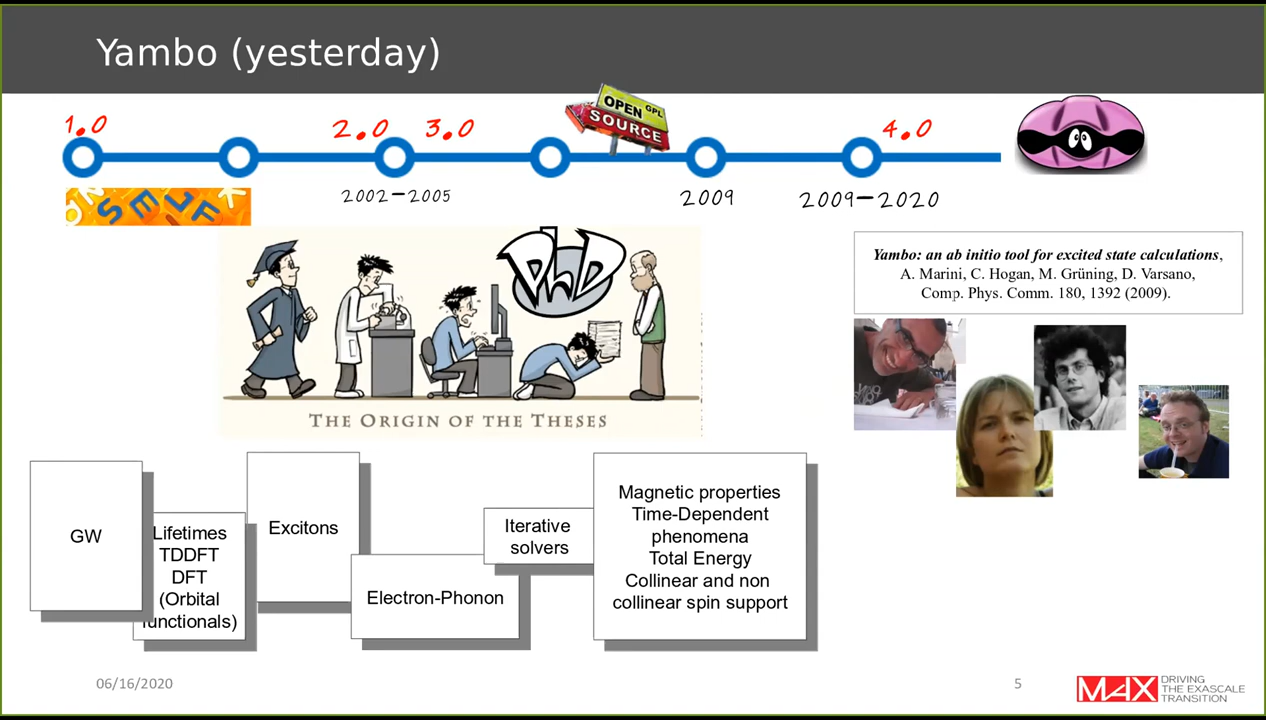 Yambo (yesterday)
1.0
2.0
3.0
OPEN GPL
SOURCE
4.0
SELF
2002-2005
2009
2009-2020
PhD
THE ORIGIN OF THE THESES
Yambo: an ab initio tool for excited state calculations,
A. Marini, C. Hogan, M. Grüning, D. Varsano,
Comp. Phys. Comm. 180, 1392 (2009).
GW
Lifetimes
TDDFT
DFT
(Orbital
functionals)
Excitons
Electron-Phonon
Iterative
solvers
Magnetic properties
Time-Dependent
phenomena
Total Energy
Collinear and non
collinear spin support
06/16/2020
5
MAX
DRIVING
THE EXASCALE
TRANSITION